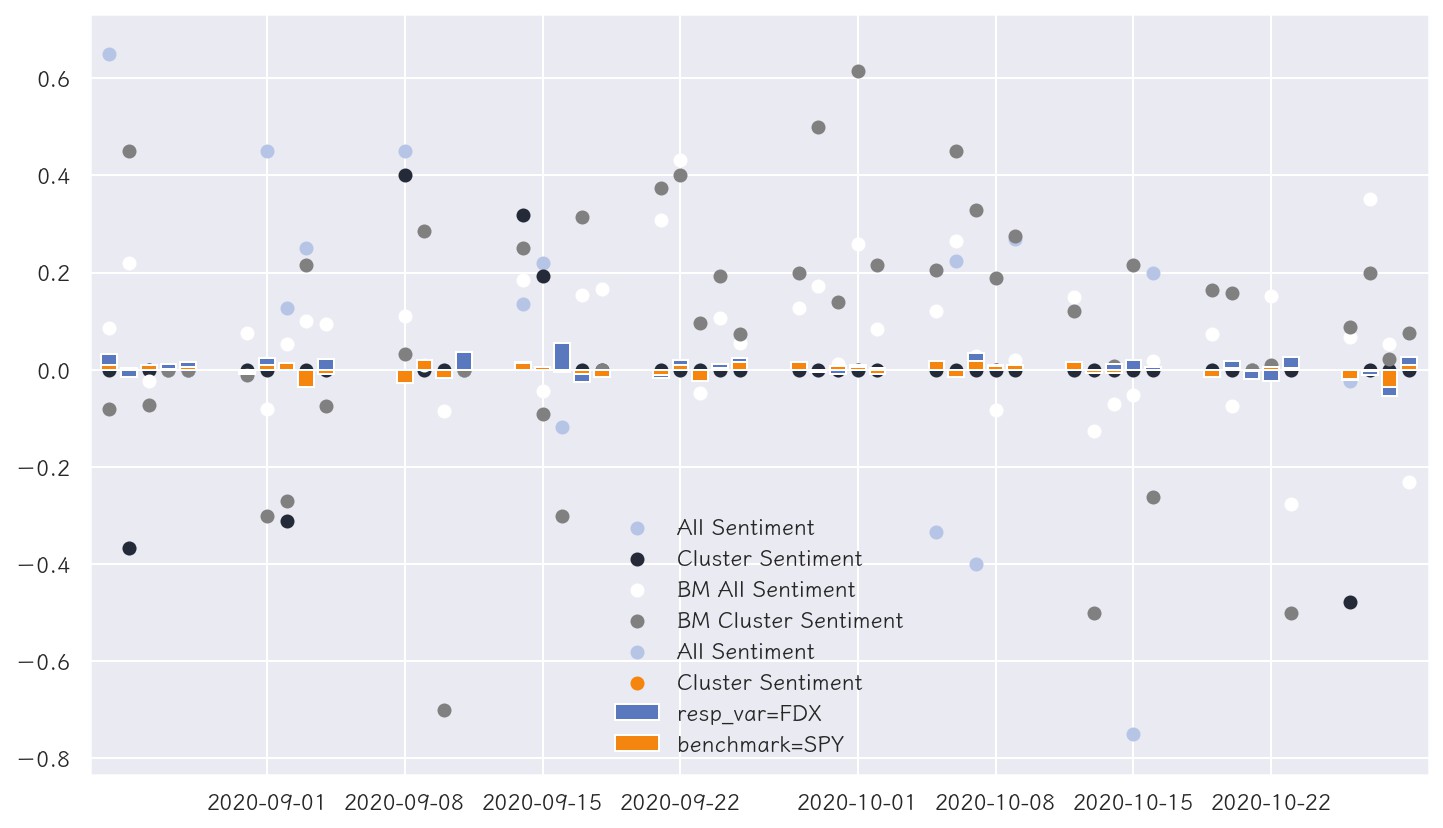 0.6
0.4
0.2
0.0
−0.2
−0.4
−0.6
−0.8
All Sentiment
Cluster Sentiment
BM All Sentiment
BM Cluster Sentiment
All Sentiment
Cluster Sentiment
resp_var=FDX
benchmark=SPY
2020-09-01 2020-09-08 2020-09-15 2020-09-22 2020-10-01 2020-10-08 2020-10-15 2020-10-22